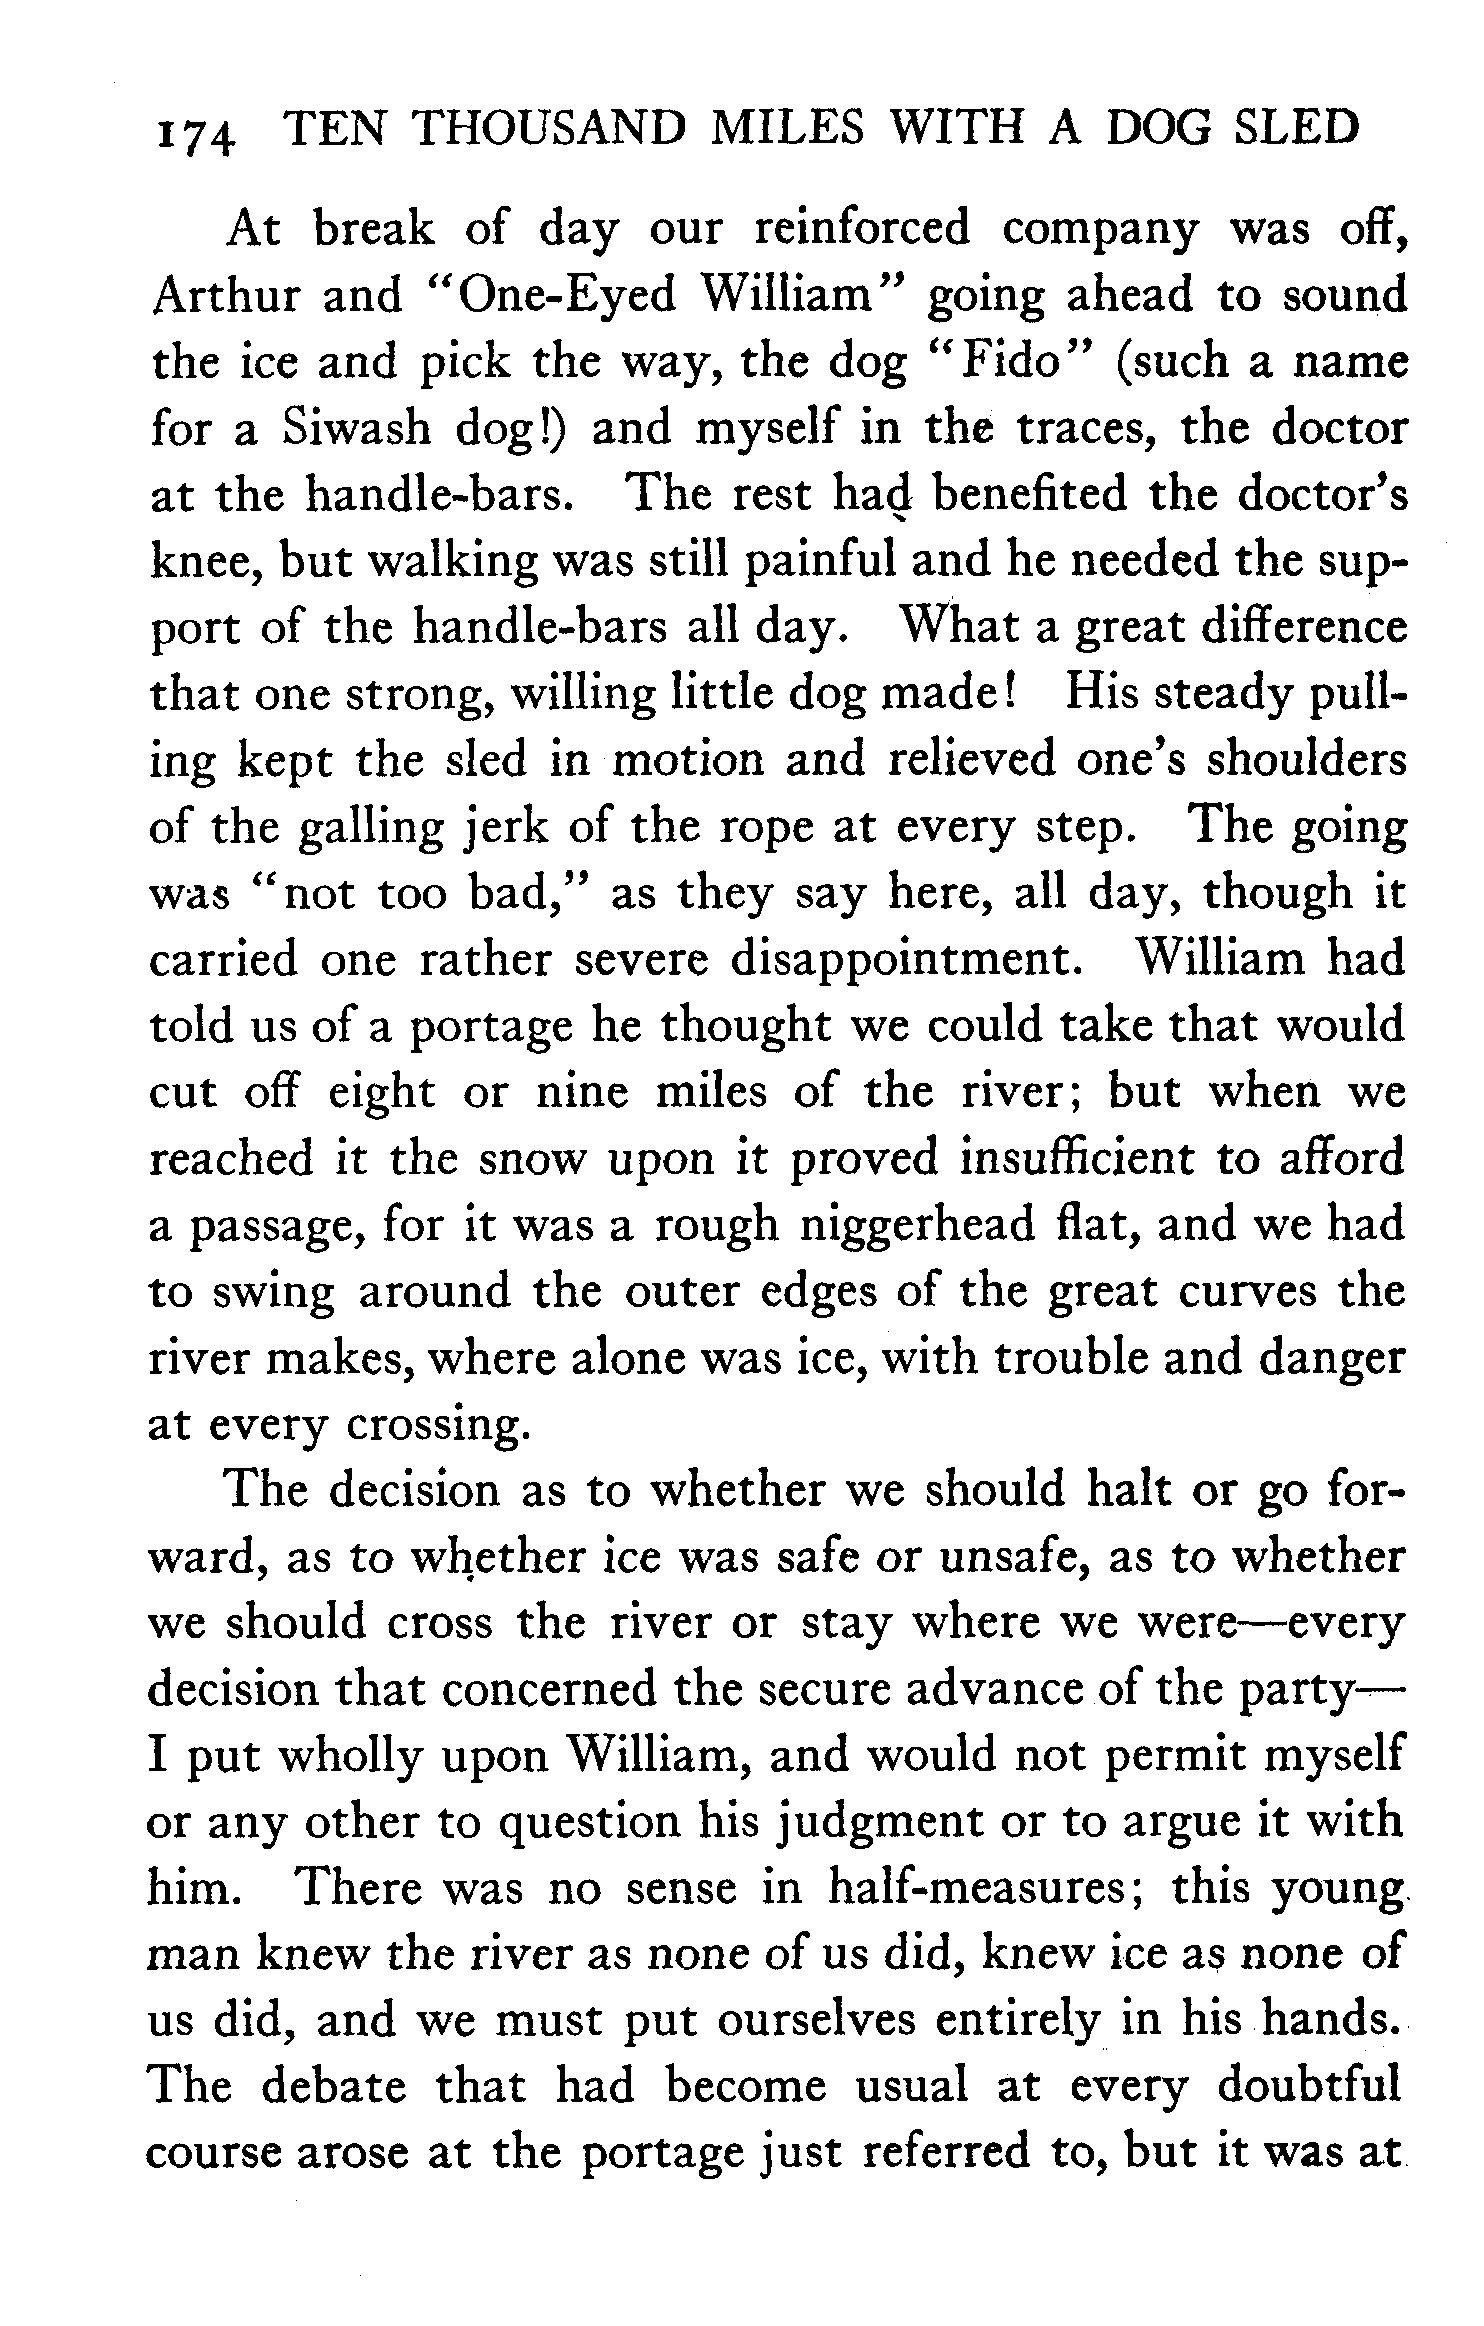 174 TEN THOUSAND MILES WITH A DOG SLED
At break of day our reinforced company was off,
Arthur and "One-Eyed William" going ahead to sound
the ice and pick the way, the dog "Fido" (such a name
for a Siwash dog!) and myself in the traces, the doctor
at the handle-bars. The rest had benefited the doctor's
knee, but walking was still painful and he needed the sup-
port of the handle-bars all day. What a great difference
that one strong, willing little dog made! His steady pull-
ing kept the sled in motion and relieved one's shoulders
of the galling jerk of the rope at every step. The going
was "not too bad," as they say here, all day, though it
carried one rather severe disappointment. William had
told us of a portage he thought we could take that would
cut off eight or nine miles of the river; but when we
reached it the snow upon it proved insufficient to afford
a passage, for it was a rough niggerhead flat, and we had
to swing around the outer edges of the great curves the
river makes, where alone was ice, with trouble and danger
at every crossing.
The decision as to whether we should halt or go for-
ward, as to whether ice was safe or unsafe, as to whether
we should cross the river or stay where we were—every
decision that concerned the secure advance of the party—
I put wholly upon William, and would not permit myself
or any other to question his judgment or to argue it with
him. There was no sense in half-measures; this young
man knew the river as none of us did, knew ice as none of
us did, and we must put ourselves entirely in his hands.
The debate that had become usual at every doubtful
course arose at the portage just referred to, but it was at